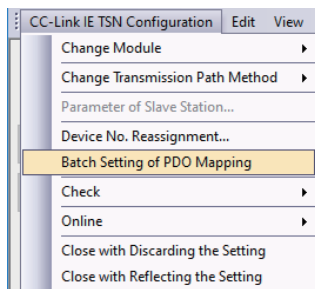 CC-Link IE TSN Configuration Edit View
Change Module
Change Transmission Path Method
Parameter of Slave Station...
Device No. Reassignment...
Batch Setting of PDO Mapping
Check
Online
Close with Discarding the Setting
Close with Reflecting the Setting